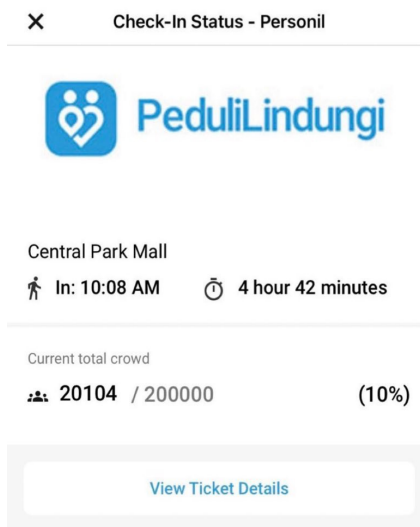 Check-In Status - Personil
PeduliLindungi
Central Park Mall
In: 10:08 AM 4 hour 42 minutes
Current total crowd
20104 / 200000 (10%)
View Ticket Details